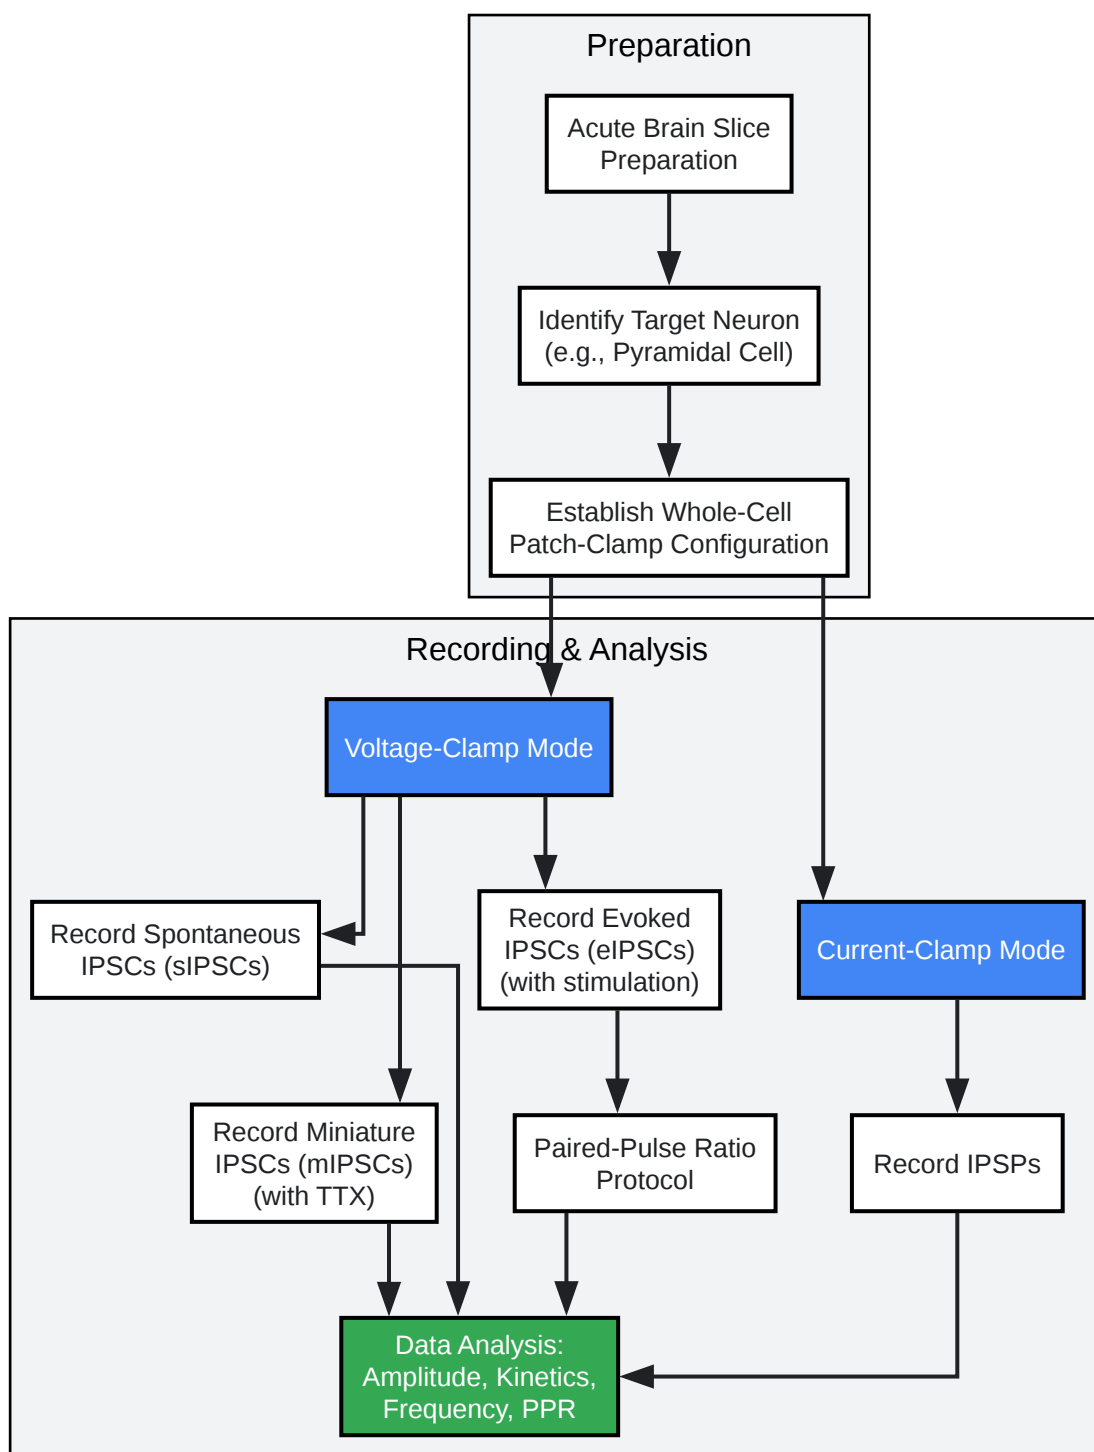 Preparation
Acute Brain Slice
Preparation
Identify Target Neuron
(e.g., Pyramidal Cell)
Establish Whole-Cell
Patch-Clamp Configuration
Recording & Analysis
Voltage-Clamp Mode
Record Spontaneous
IPSCs (sIPSCs)
Record Evoked
IPSCs (eIPSCs)
(with stimulation)
Current-Clamp Mode
Record Miniature
IPSCs (mIPSCs)
(with TTX)
Paired-Pulse Ratio
Protocol
Record IPSPs
Data Analysis:
Amplitude, Kinetics,
Frequency, PPR